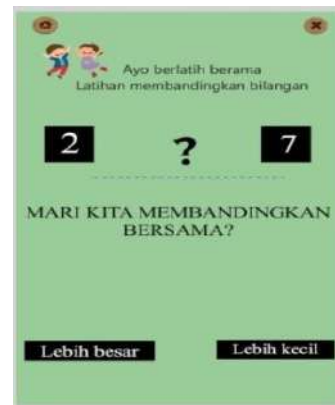 Ayo berlatih berama
Latihan membandingkan bilangan
2 ? 7
MARI KITA MEMBANDINGKAN
BERSAMA?
Lebih besar Lebih kecil